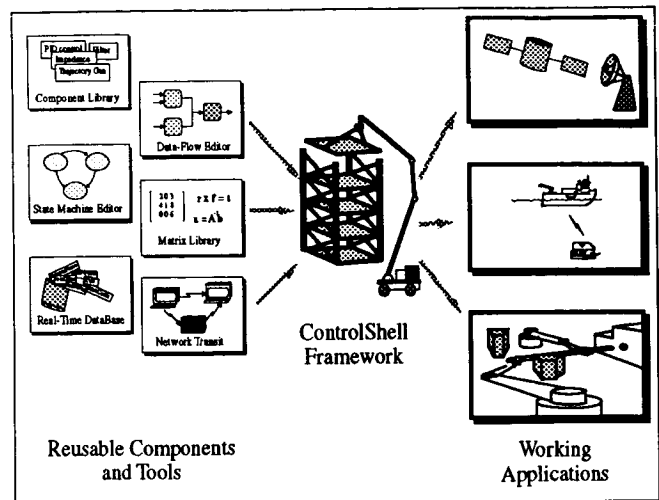 PID control
Filter
Impedance
Trajectory Gen
Component Library
Data-Flow Editor
State Machine Editor
Matrix Library
Real-Time DataBase
Network Transit
ControlShell
Framework
Reusable Components
and Tools
Working
Applications